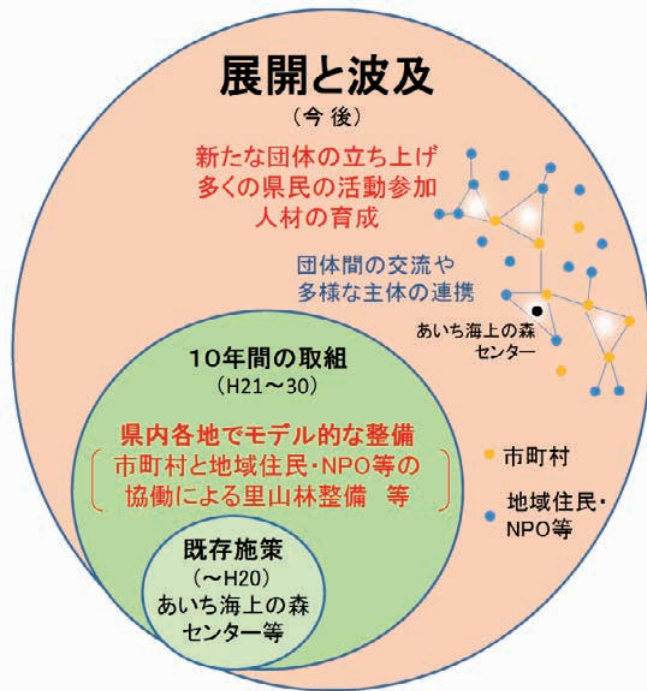 展開と波及
(今 後)
新たな団体の立ち上げ
多くの県民の活動参加
人材の育成
団体間の交流や
多様な主体の連携
あいち海上の森
センター
10年間の取組
(H21~30)
県内各地でモデル的な整備
市町村と地域住民・NPO等の
協働による里山林整備 等
市町村
地域住民・
NPO等
既存施策
(~H20)
あいち海上の森
センター等